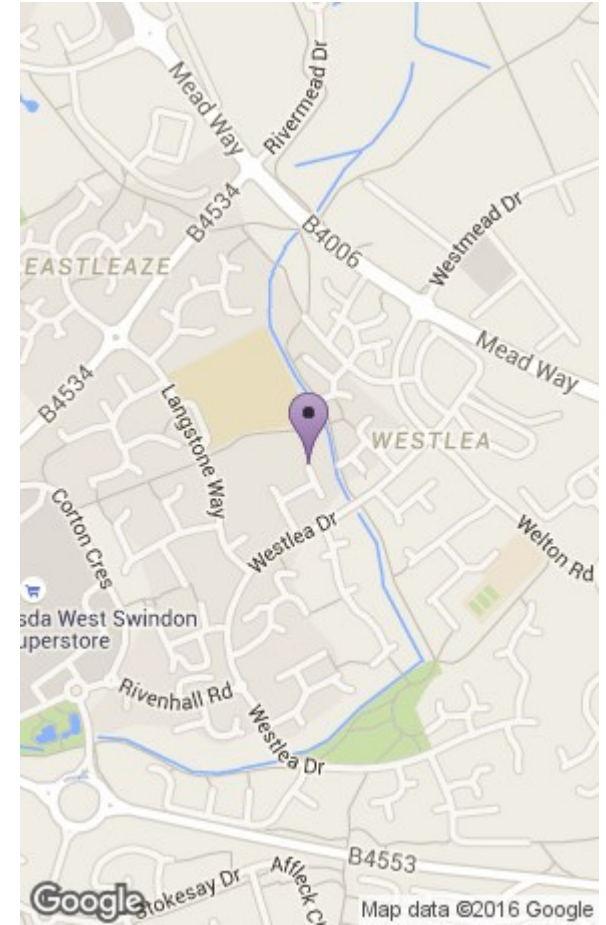 Mead Way
Rivermead Dr
B4534
B4006
Westmead Dr
EASTLEAZE
Mead Way
B4534
Langstone Way
WESTLEA
Corton Cres
Westlea Dr
Welton Rd
sda West Swindon
uperstore
Rivenhall Rd
Westlea Dr
B4553
Stokesay Dr
Affleck C
Google
Map data ©2016 Google